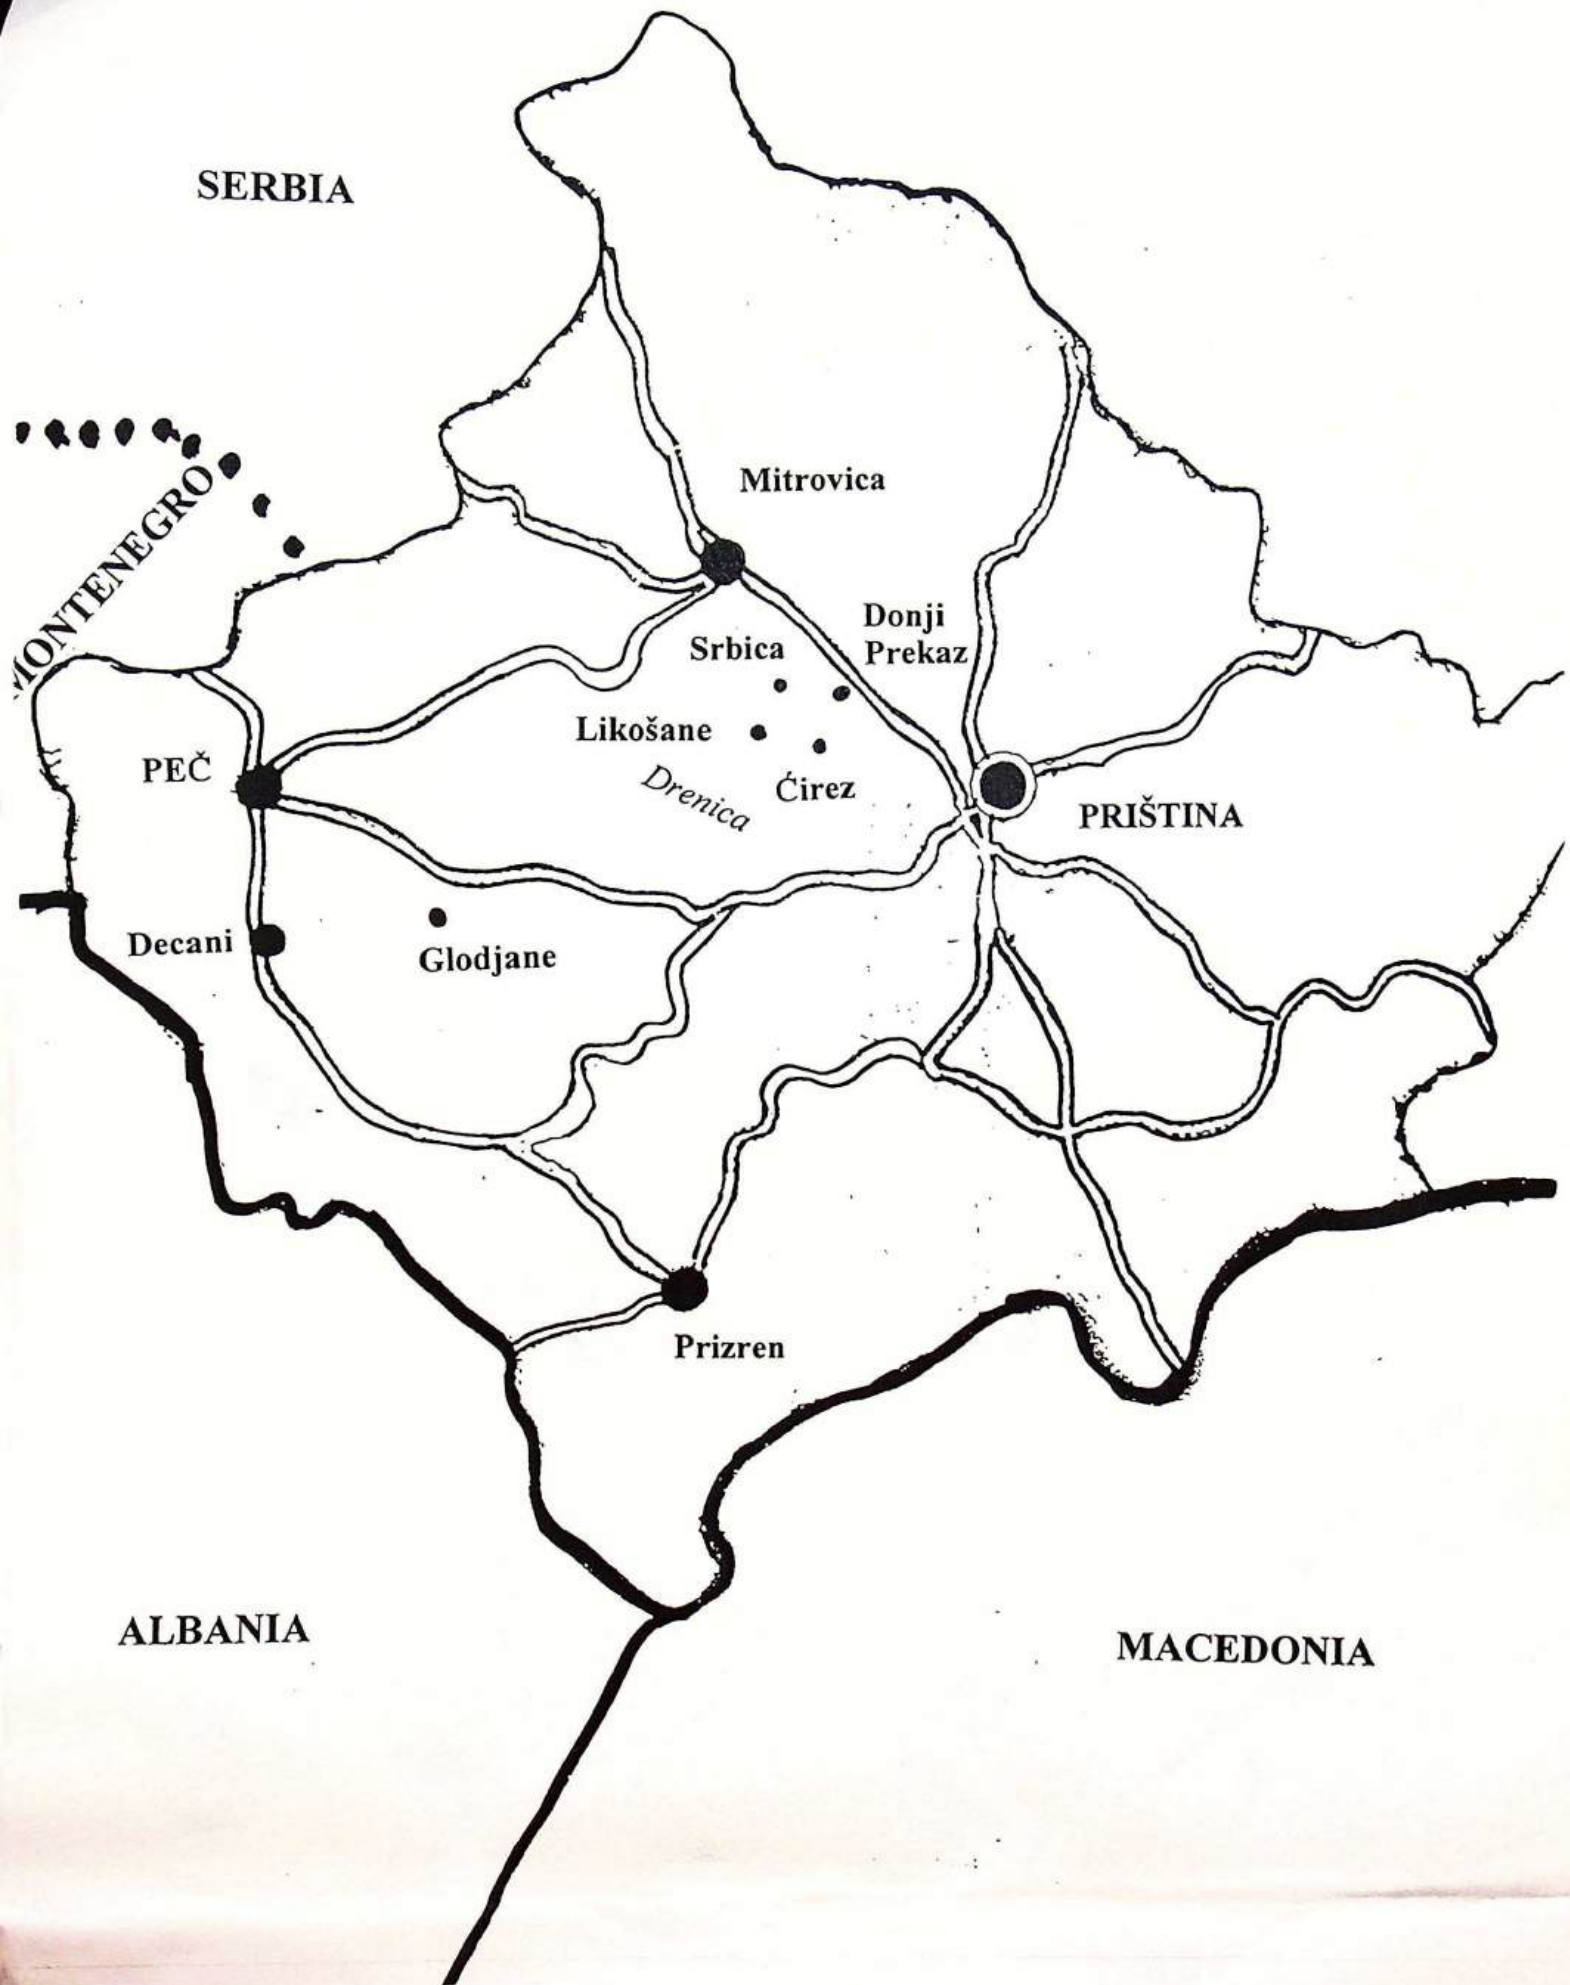 SERBIA
MONTENEGRO
Mitrovica
Donji
Prekaz
Srbica
Likošane
Ćirez
Drenica
PEČ
PRIŠTINA
Decani
Glodjane
Prizren
ALBANIA
MACEDONIA